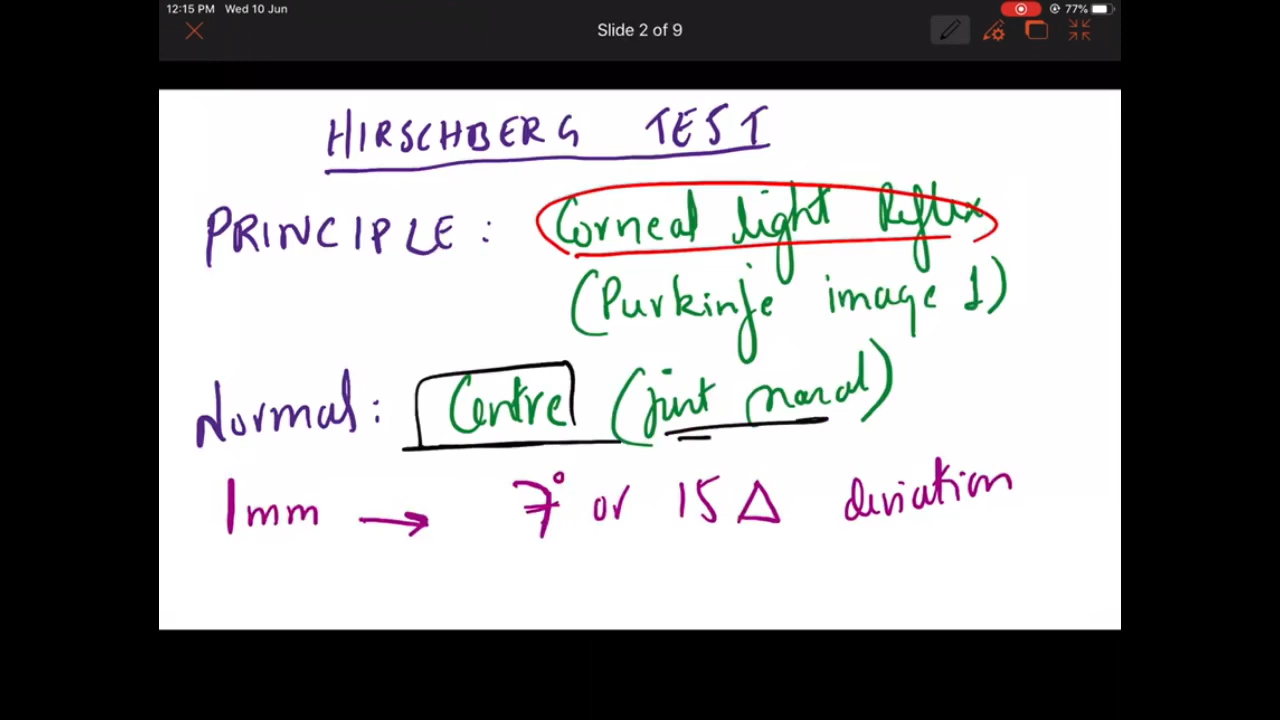 12:15 PM Wed 10 Jun 77%
Slide 2 of 9
HIRSCHBERG TEST
PRINCIPLE: Corneal light Reflex
(Purkinje image 1)
Normal: Centre (just nasal)
1mm → 7° or 15 Δ deviation